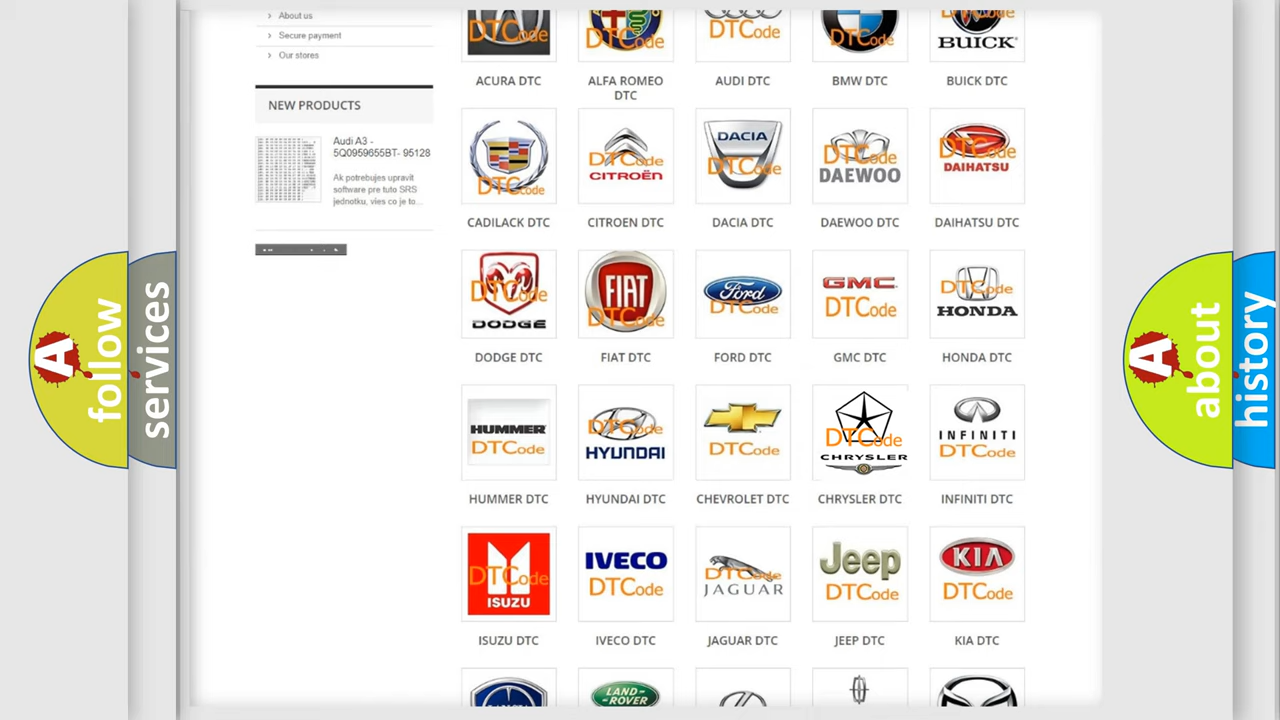 About us
Secure payment
Our stores
NEW PRODUCTS
Audi A3 -
5Q0959655BT- 95128
Ak potrebujes upravit
software pre tuto SRS
jednotku, vies co je to...
DTCode
DTCode
DTCode
DTCode
BUICK
ACURA DTC
ALFA ROMEO
DTC
AUDI DTC
BMW DTC
BUICK DTC
DTCode
DTCode
CITROËN
DACIA
DTCode
DTCode
DAEWOO
DTCode
DAIHATSU
CADILACK DTC
CITROEN DTC
DACIA DTC
DAEWOO DTC
DAIHATSU DTC
DTCode
DODGE
FIAT
DTCode
Ford
DTCode
GMC
DTCode
DTCode
HONDA
DODGE DTC
FIAT DTC
FORD DTC
GMC DTC
HONDA DTC
HUMMER
DTCode
DTCode
HYUNDAI
DTCode
DTCode
CHRYSLER
INFINITI
DTCode
HUMMER DTC
HYUNDAI DTC
CHEVROLET DTC
CHRYSLER DTC
INFINITI DTC
DTCode
ISUZU
IVECO
DTCode
DTCode
JAGUAR
Jeep
DTCode
KIA
DTCode
ISUZU DTC
IVECO DTC
JAGUAR DTC
JEEP DTC
KIA DTC
LAND-
ROVER
A
follow
services
A
about
history